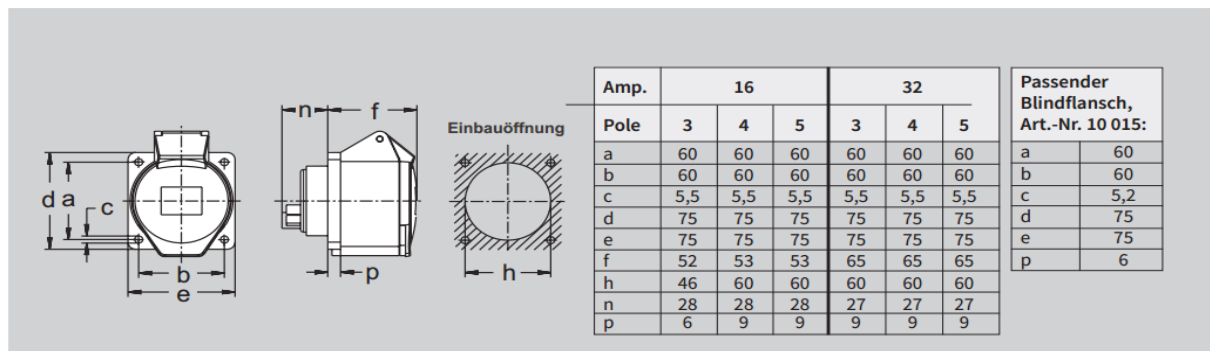 n
f
Einbauöffnung
d
a
c
b
e
p
h
Amp. 16 32
Pole 3 4 5 3 4 5
a 60 60 60 60 60 60
b 60 60 60 60 60 60
c 5,5 5,5 5,5 5,5 5,5 5,5
d 75 75 75 75 75 75
e 75 75 75 75 75 75
f 52 53 53 65 65 65
h 46 60 60 60 60 60
n 28 28 28 27 27 27
p 6 9 9 9 9 9
Passender
Blindflansch,
Art.-Nr. 10 015:
a 60
b 60
c 5,2
d 75
e 75
p 6